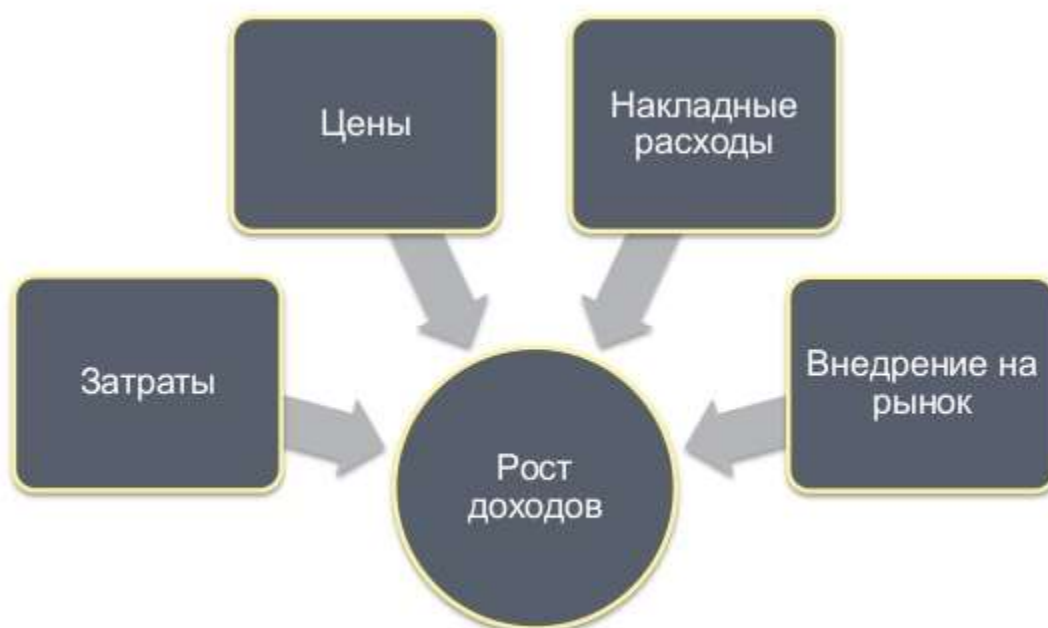 Цены
Накладные
расходы
Затраты
Внедрение на
рынок
Рост
доходов